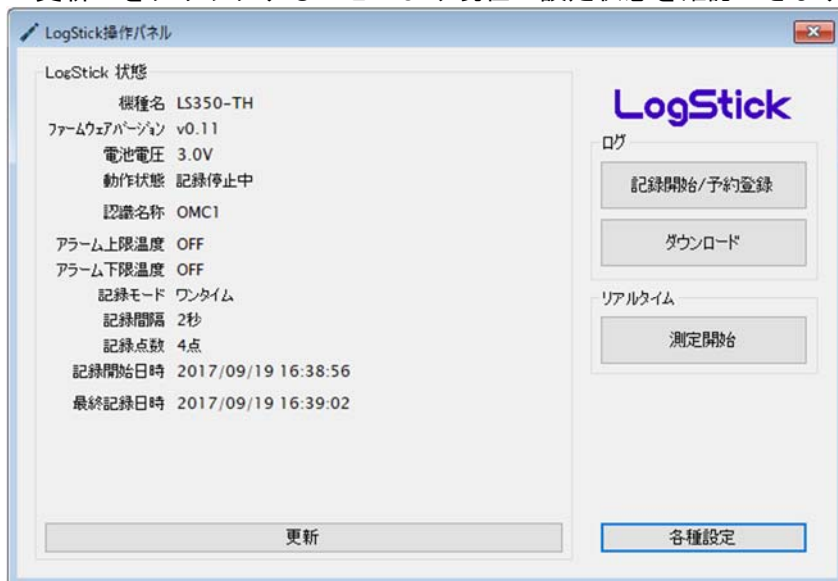 LogStick操作パネル
LogStick 状態
機種名 LS350-TH
ファームウェアバージョン v0.11
電池電圧 3.0V
動作状態 記録停止中
認識名称 OMC1
アラーム上限温度 OFF
アラーム下限温度 OFF
記録モード ワンタイム
記録間隔 2秒
記録点数 4点
記録開始日時 2017/09/19 16:38:56
最終記録日時 2017/09/19 16:39:02
更新
LogStick
ログ
記録開始/予約登録
ダウンロード
リアルタイム
測定開始
各種設定